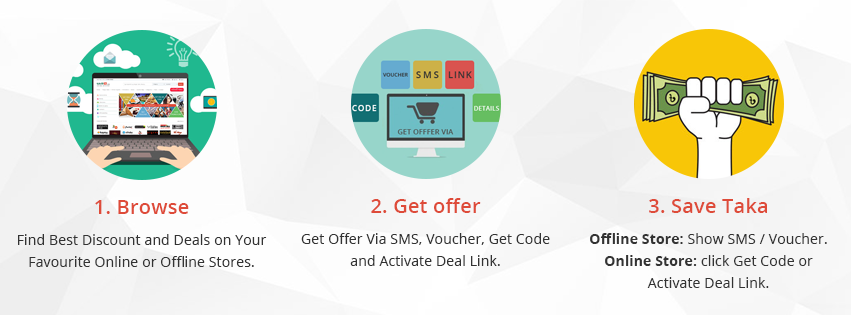 VOUCHER
SMS
LINK
CODE
DETAILS
GET OFFFER VIA
৳
৳
1. Browse
Find Best Discount and Deals on Your
Favourite Online or Offline Stores.
2. Get offer
Get Offer Via SMS, Voucher, Get Code
and Activate Deal Link.
3. Save Taka
Offline Store: Show SMS / Voucher.
Online Store: click Get Code or
Activate Deal Link.